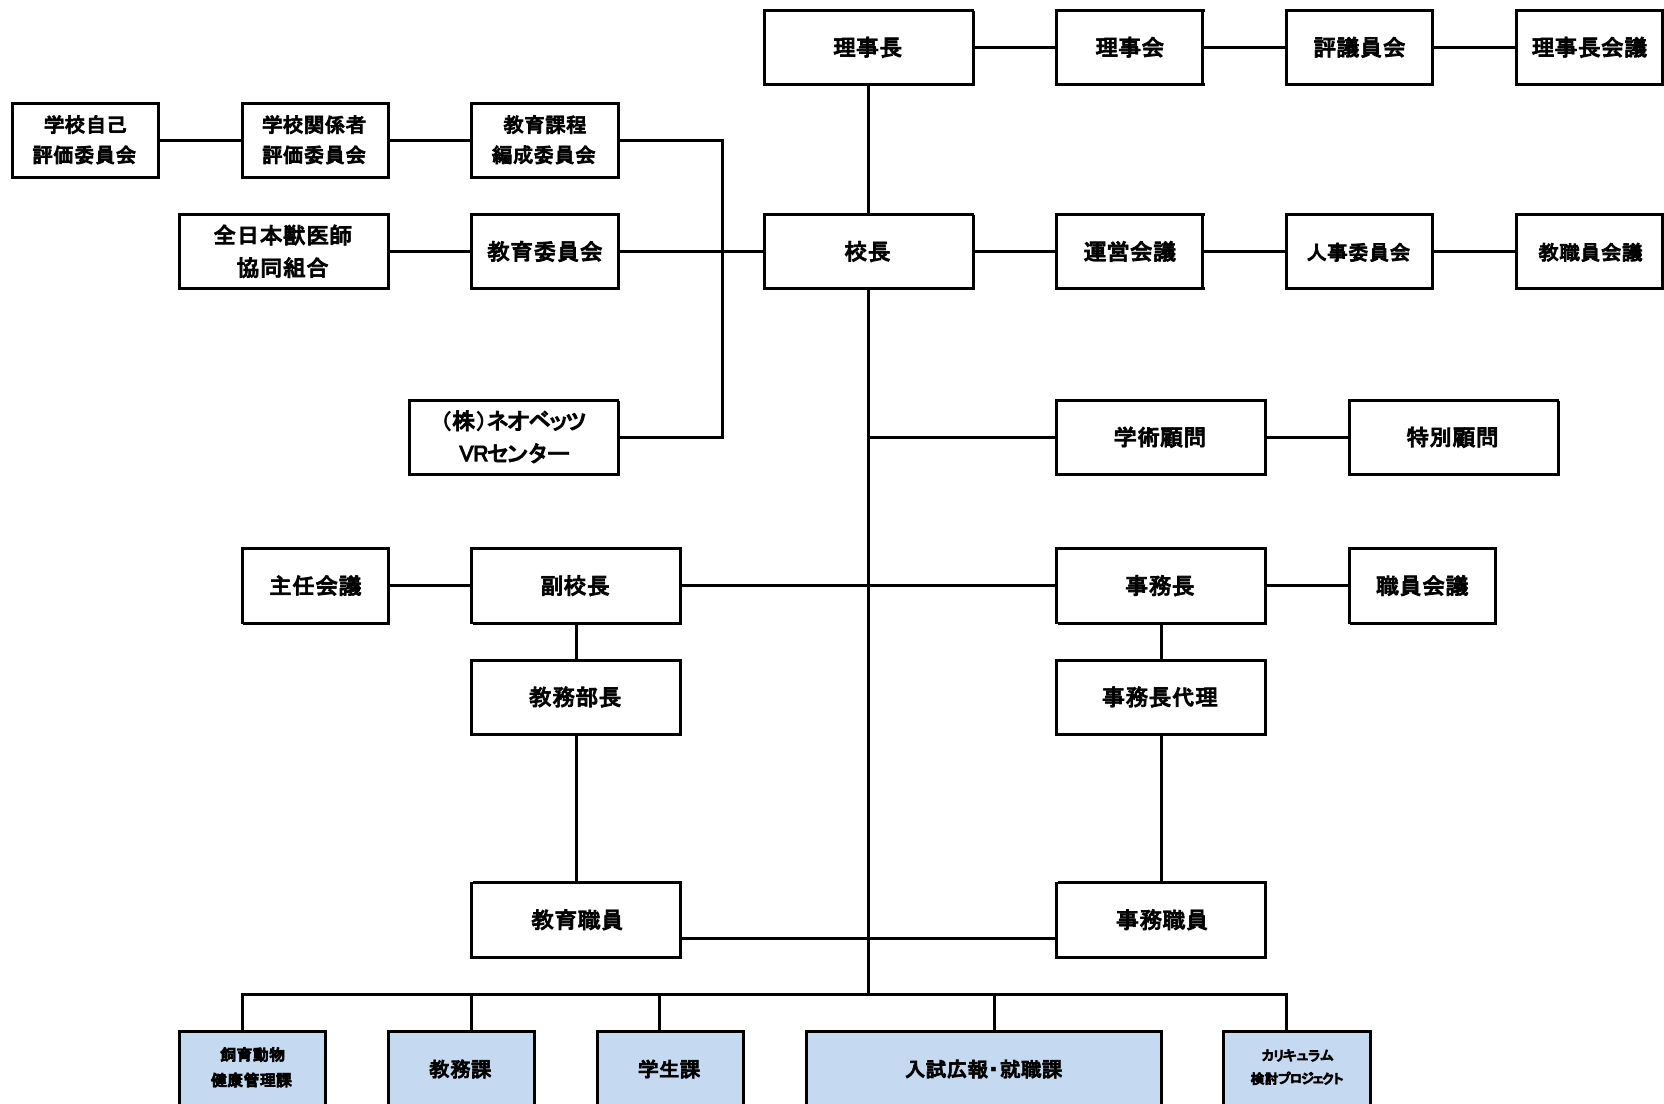 理事長
理事会
評議員会
理事長会議
学校自己
評価委員会
学校関係者
評価委員会
教育課程
編成委員会
全日本獣医師
協同組合
教育委員会
校長
運営会議
人事委員会
教職員会議
（株）ネオベッツ
VRセンター
学術顧問
特別顧問
主任会議
副校長
事務長
職員会議
教務部長
事務長代理
教育職員
事務職員
飼育動物
健康管理課
教務課
学生課
入試広報・就職課
カリキュラム
検討プロジェクト